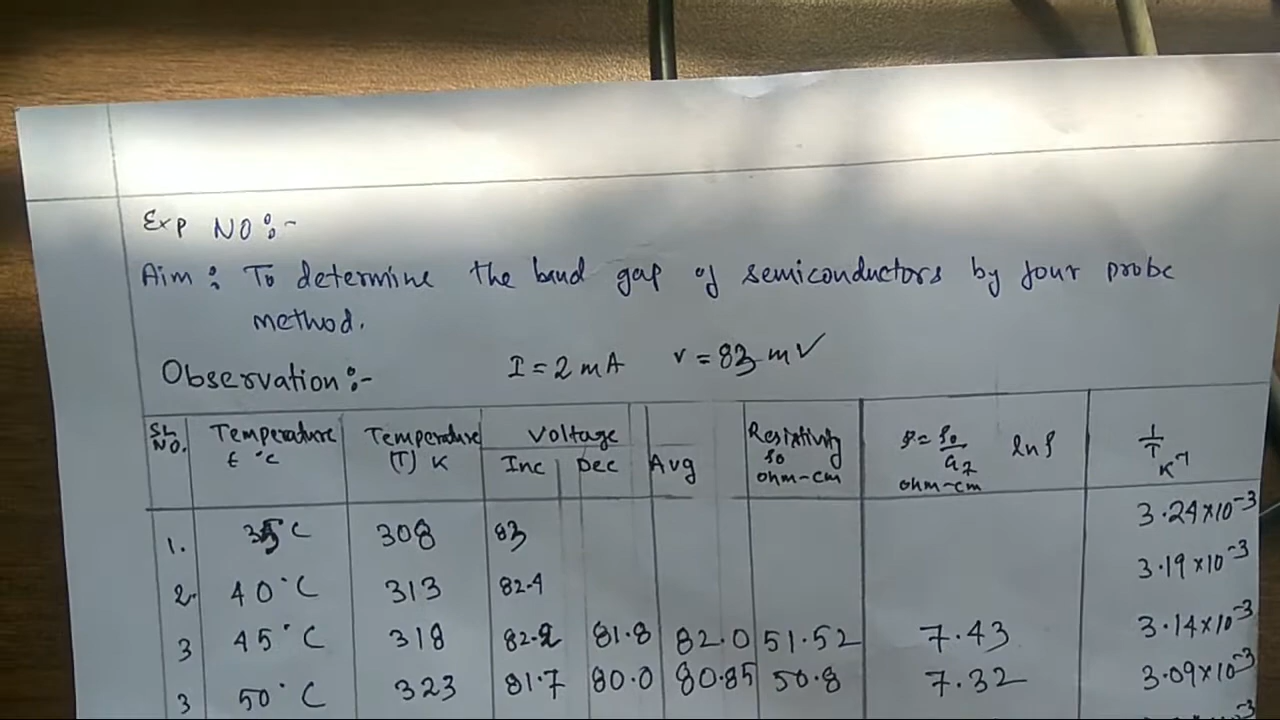 Exp NO:-
Aim: To determine the band gap of semiconductors by four probe
method.
Observation:- I = 2 mA v = 83 mV
SL NO. Temperature t °C Temperature (T) K Voltage Inc Dec Avg Resistivity ρ0 ohm-cm ρ = ρ0/G7 ohm-cm lnρ 1/T K⁻¹
1. 35°C 308 83 3.24×10⁻³
2. 40°C 313 82.4 3.19×10⁻³
3 45°C 318 82.2 81.8 82.0 51.52 7.43 3.14×10⁻³
3 50°C 323 81.7 80.0 80.85 50.8 7.32 3.09×10⁻³